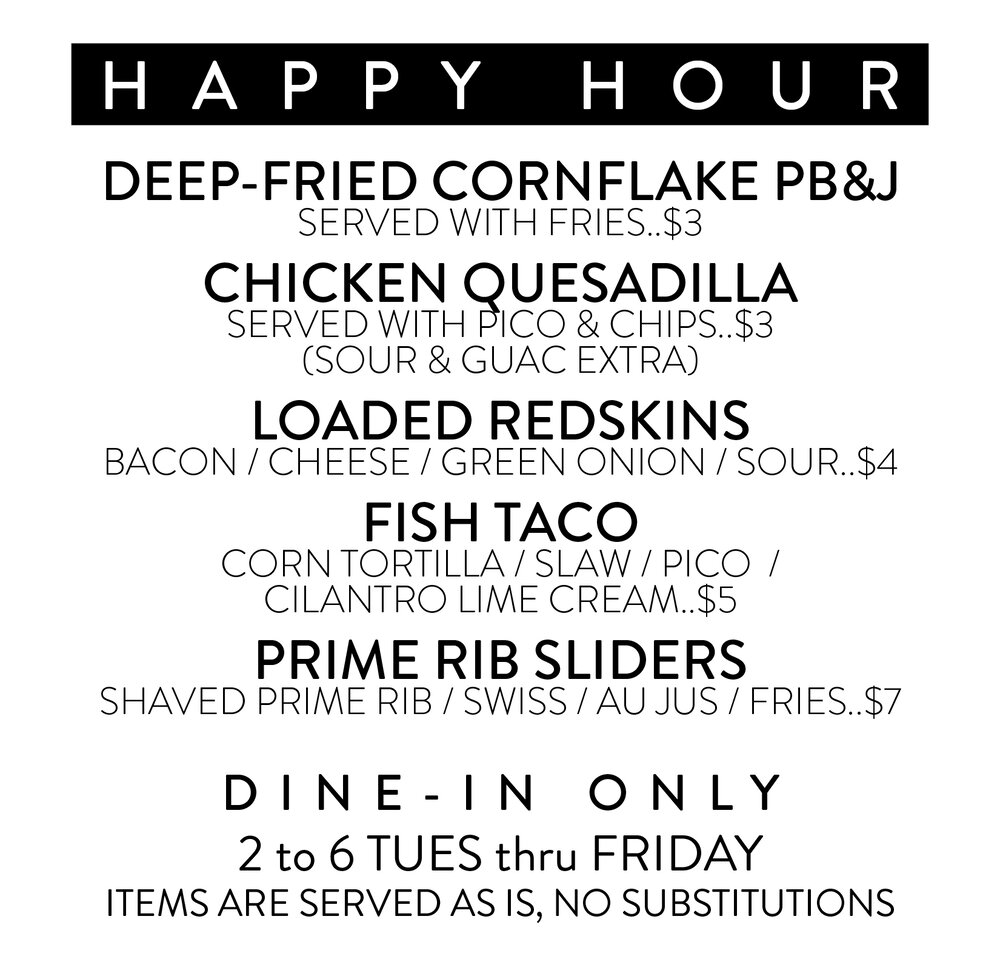 HAPPY HOUR
DEEP-FRIED CORNFLAKE PB&J
SERVED WITH FRIES..$3
CHICKEN QUESADILLA
SERVED WITH PICO & CHIPS..$3
(SOUR & GUAC EXTRA)
LOADED REDSKINS
BACON / CHEESE / GREEN ONION / SOUR..$4
FISH TACO
CORN TORTILLA / SLAW / PICO /
CILANTRO LIME CREAM..$5
PRIME RIB SLIDERS
SHAVED PRIME RIB / SWISS / AU JUS / FRIES..$7
DINE-IN ONLY
2 to 6 TUES thru FRIDAY
ITEMS ARE SERVED AS IS, NO SUBSTITUTIONS